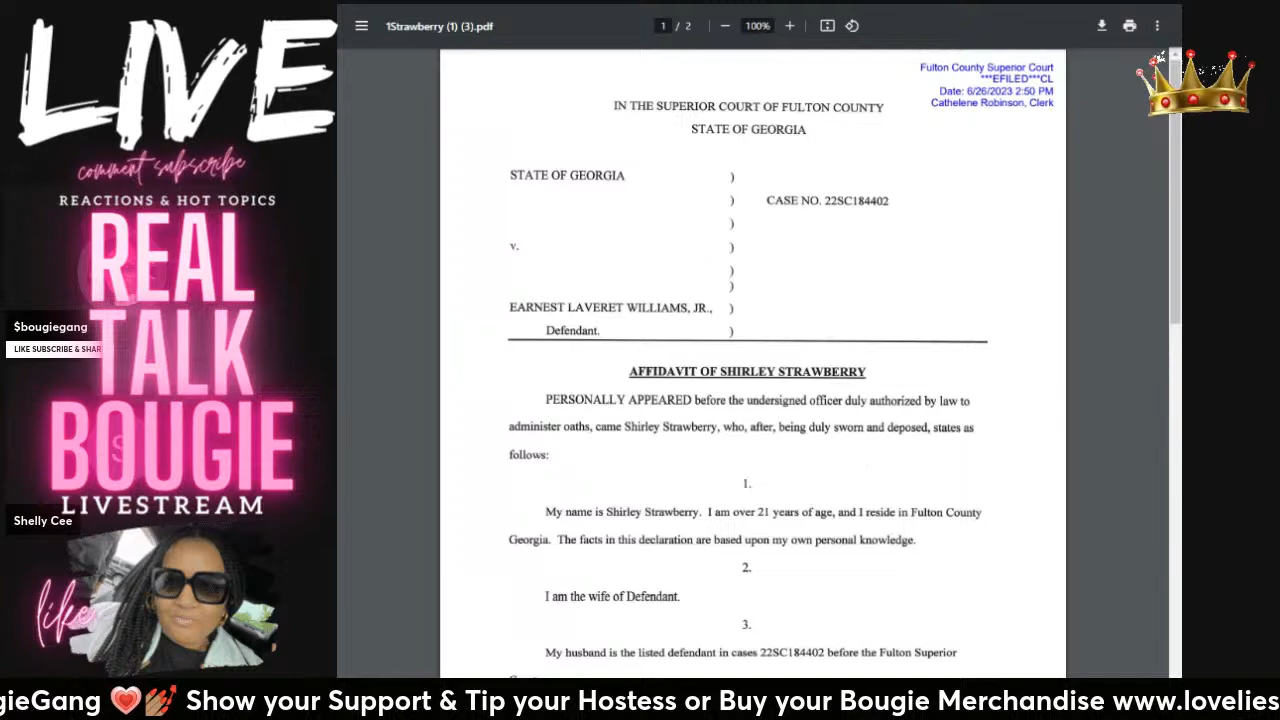 LIVE
comment subscribe
REACTIONS & HOT TOPICS
REAL
TALK
BOUGIE
LIVESTREAM
$bougiegang
LIKE SUBSCRIBE & SHAR
Shelly Cee
like
1Strawberry (1) (3).pdf
1 / 2
100%
Fulton County Superior Court
***EFILED***CL
Date: 6/26/2023 2:50 PM
Cathelene Robinson, Clerk
IN THE SUPERIOR COURT OF FULTON COUNTY
STATE OF GEORGIA
STATE OF GEORGIA )
) CASE NO. 22SC184402
)
v. )
)
)
EARNEST LAVERET WILLIAMS, JR., )
Defendant. )
AFFIDAVIT OF SHIRLEY STRAWBERRY
PERSONALLY APPEARED before the undersigned officer duly authorized by law to
administer oaths, came Shirley Strawberry, who, after, being duly sworn and deposed, states as
follows:
1.
My name is Shirley Strawberry. I am over 21 years of age, and I reside in Fulton County
Georgia. The facts in this declaration are based upon my own personal knowledge.
2.
I am the wife of Defendant.
3.
My husband is the listed defendant in cases 22SC184402 before the Fulton Superior
gieGang 💗💅🏾 Show your Support & Tip your Hostess or Buy your Bougie Merchandise www.lovelies